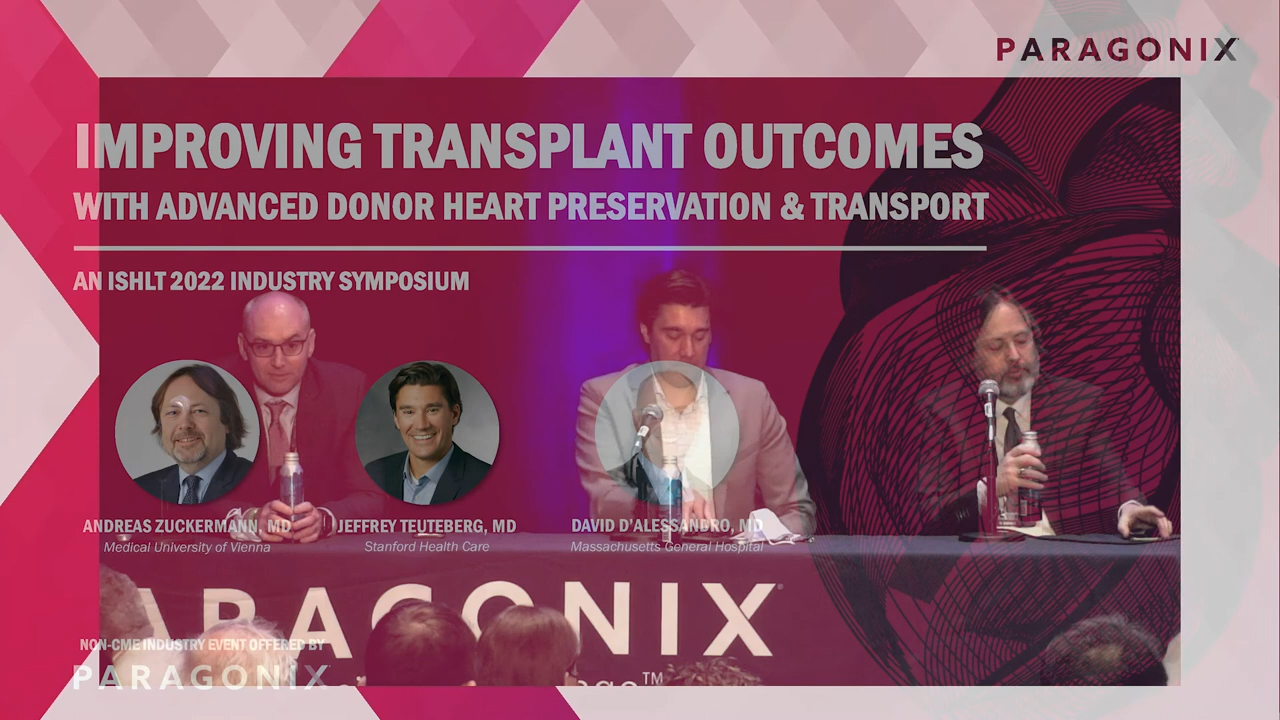 PARAGONIX
IMPROVING TRANSPLANT OUTCOMES
WITH ADVANCED DONOR HEART PRESERVATION & TRANSPORT
AN ISHLT 2022 INDUSTRY SYMPOSIUM
ANDREAS ZUCKERMANN, MD
Medical University of Vienna
JEFFREY TEUTEBERG, MD
Stanford Health Care
DAVID D'ALESSANDRO, MD
Massachusetts General Hospital
PARAGONIX
NON-CME INDUSTRY EVENT OFFERED BY
PARAGONIX
TM